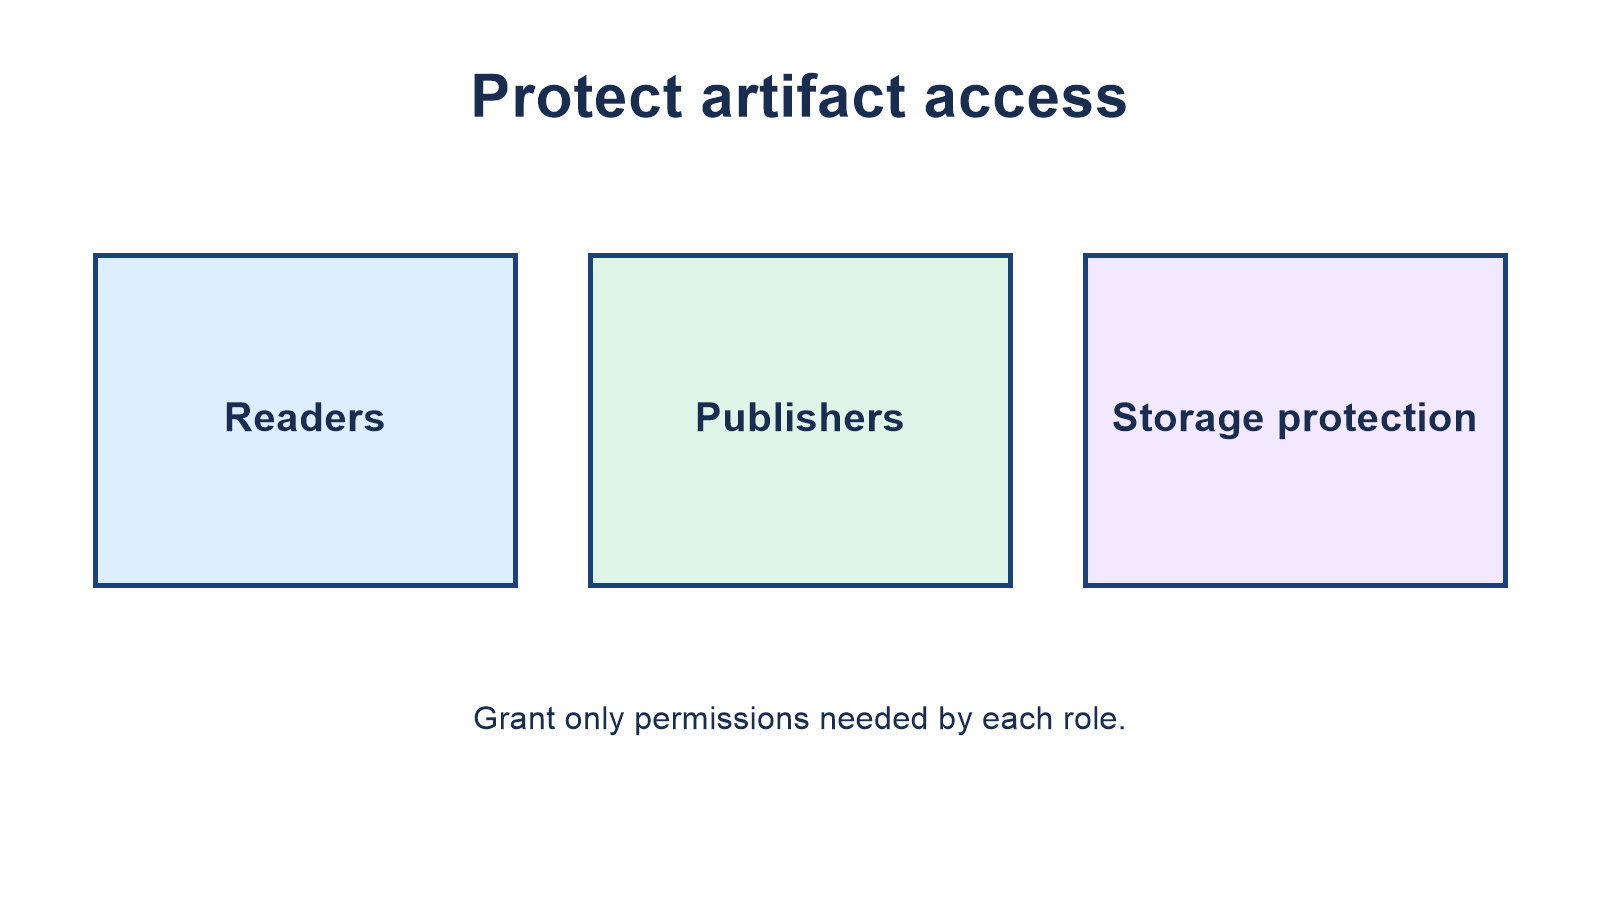 Protect artifact access
Readers
Publishers
Storage protection
Grant only permissions needed by each role.